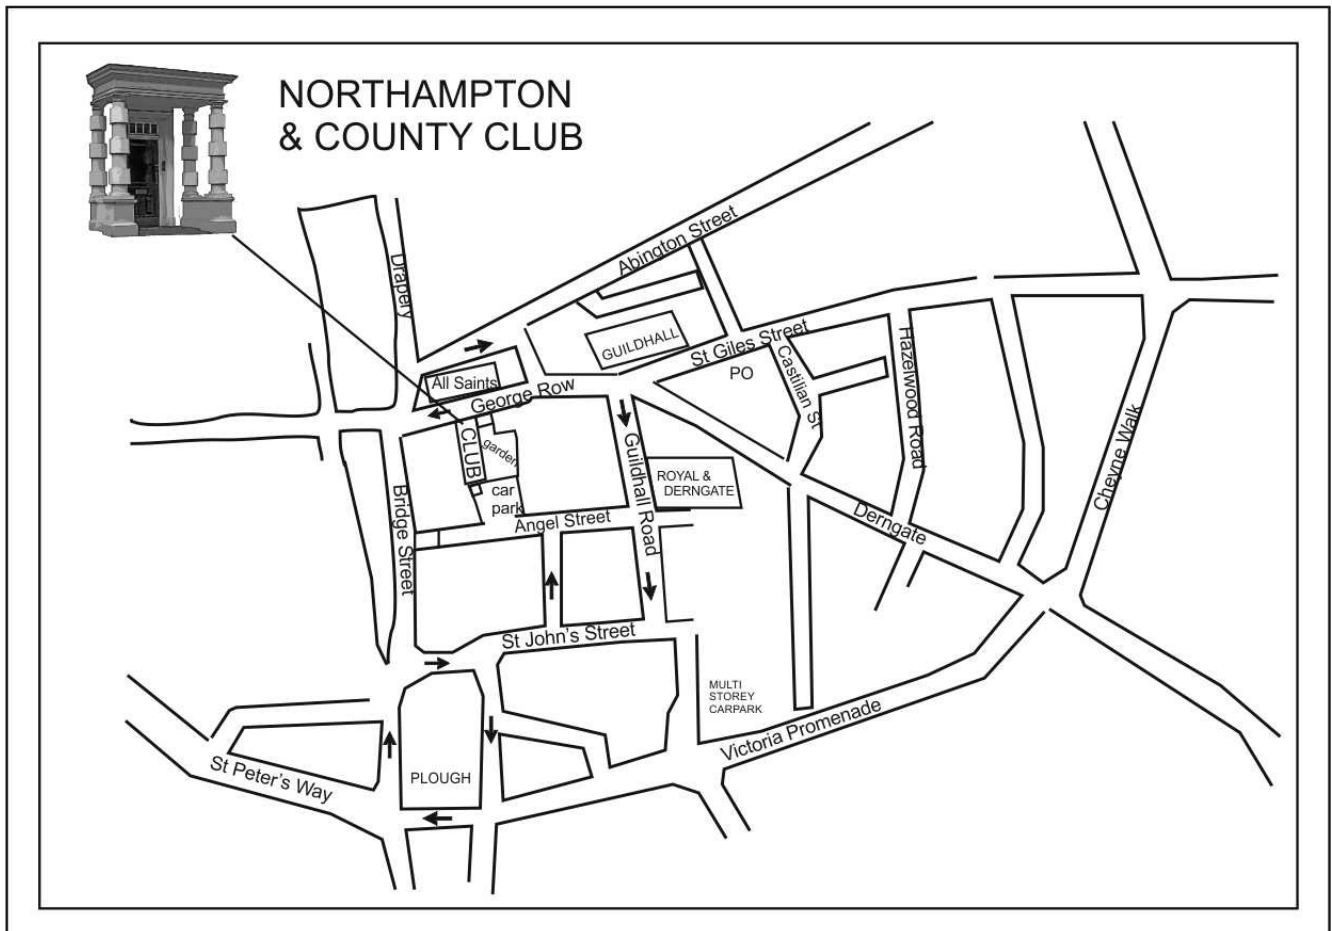 NORTHAMPTON
& COUNTY CLUB
Abington Street
Drapery
GUILDHALL
St Giles Street
All Saints
George Row
PO
Castilian St
Hazelwood Road
Cheyne Walk
CLUB
garden
car
park
Guildhall Road
ROYAL &
DERNGATE
Bridge Street
Angel Street
Derngate
St John's Street
MULTI
STOREY
CARPARK
Victoria Promenade
St Peter's Way
PLOUGH